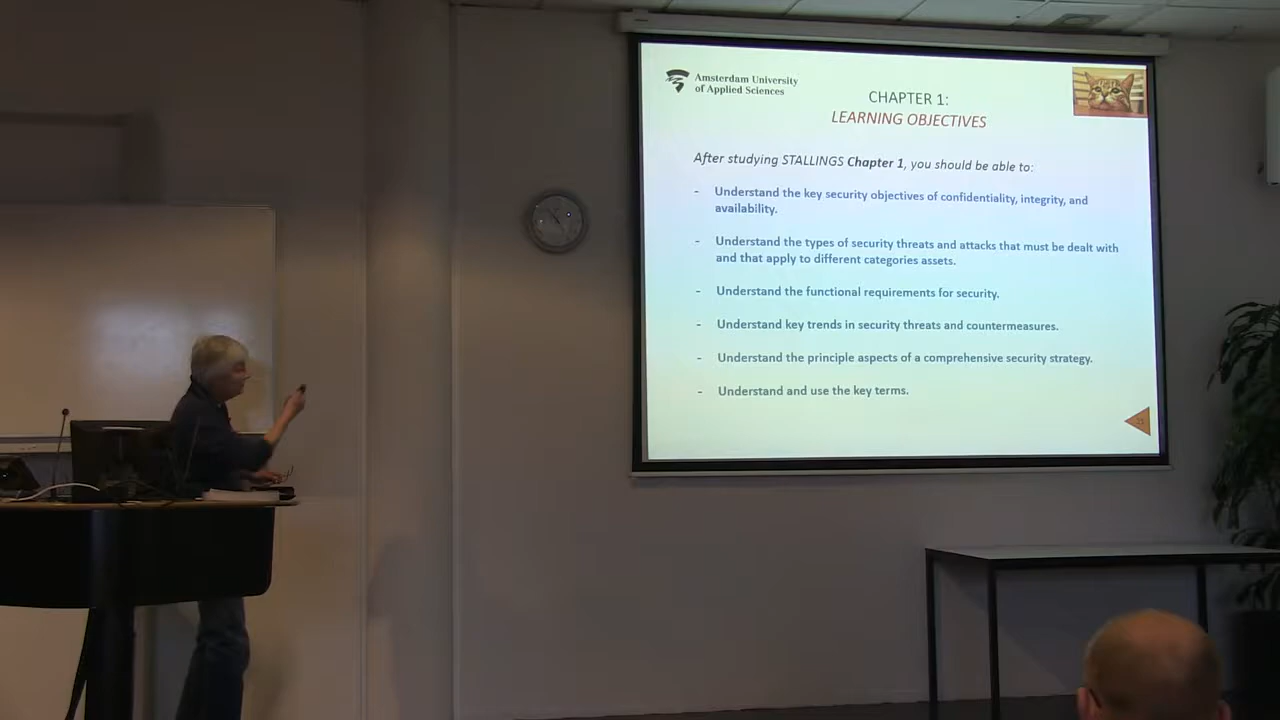 Amsterdam University
of Applied Sciences
CHAPTER 1:
LEARNING OBJECTIVES
After studying STALLINGS Chapter 1, you should be able to:
- Understand the key security objectives of confidentiality, integrity, and
availability.
- Understand the types of security threats and attacks that must be dealt with
and that apply to different categories assets.
- Understand the functional requirements for security.
- Understand key trends in security threats and countermeasures.
- Understand the principle aspects of a comprehensive security strategy.
- Understand and use the key terms.